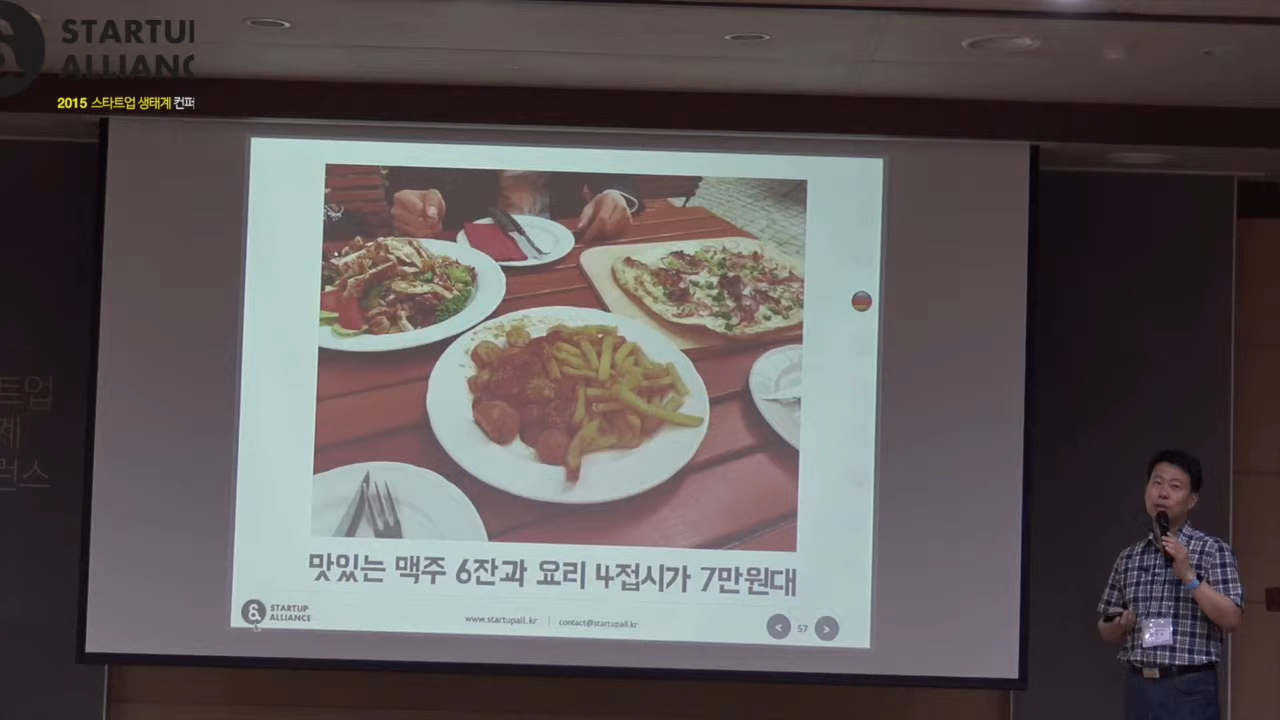 STARTUP
ALLIANC
2015 스타트업 생태계 컨퍼
트업
계
런스
맛있는 맥주 6잔과 요리 4접시가 7만원대
STARTUP
ALLIANCE
www.startupall.kr | contact@startupall.kr
< 57 >